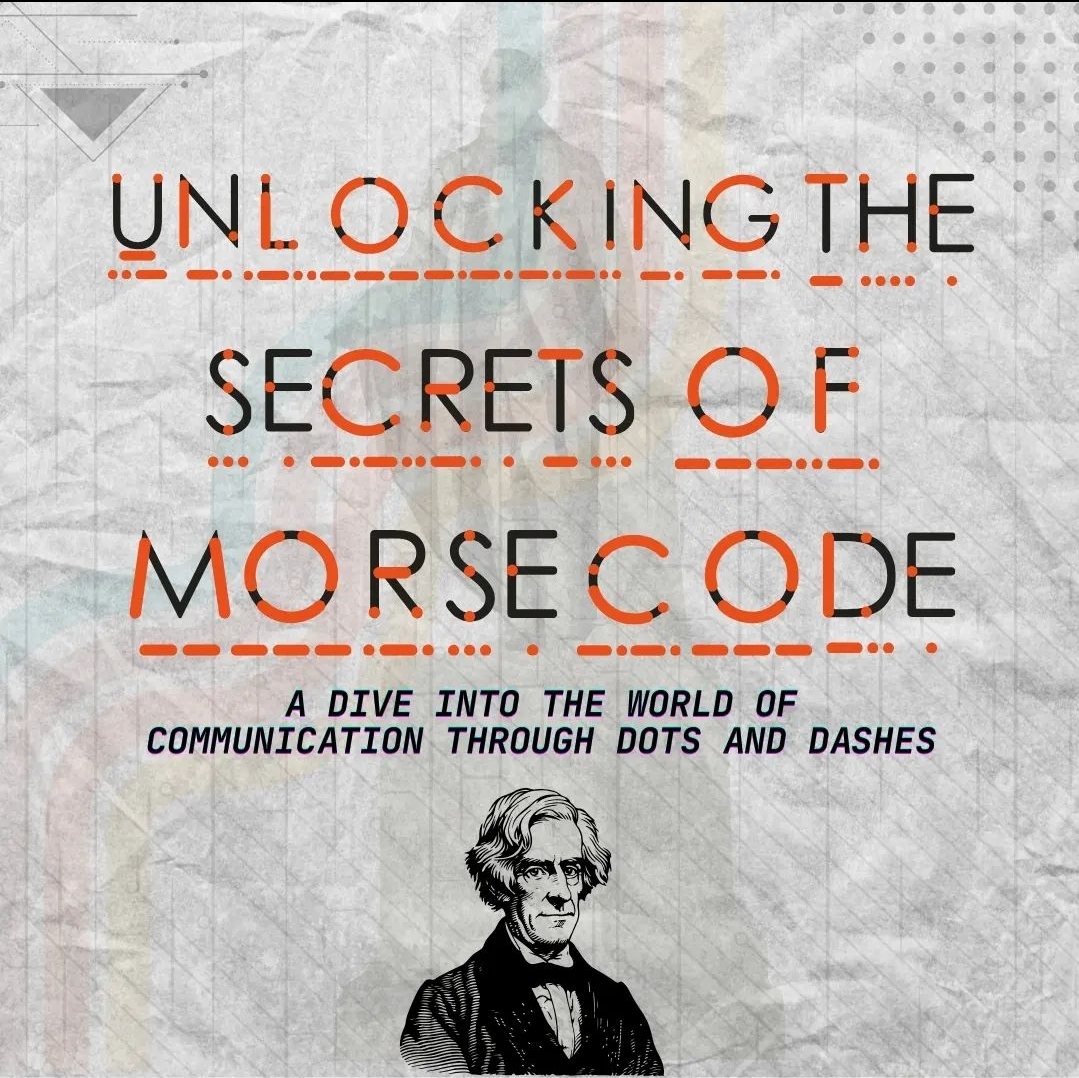 UNLOCKING THE
SECRETS OF
MORSE CODE
A DIVE INTO THE WORLD OF
COMMUNICATION THROUGH DOTS AND DASHES